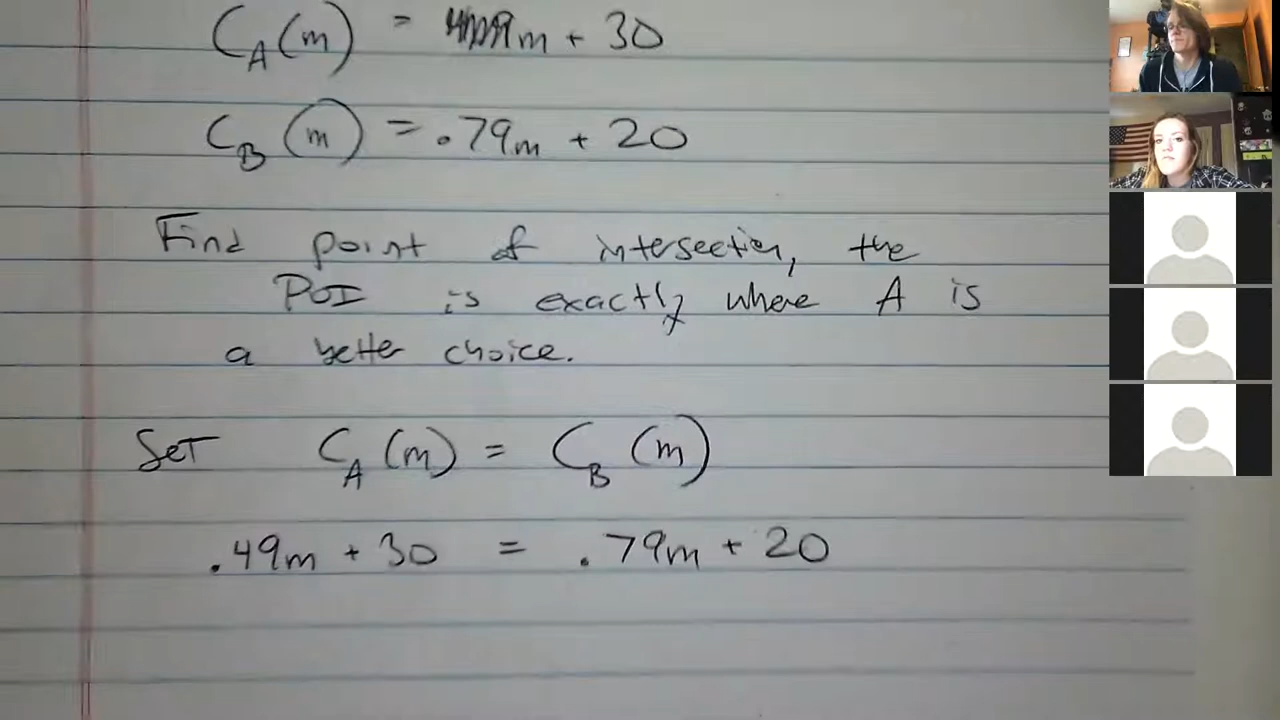 C_A(m) = m + 30
C_B(m) = .79m + 20
Find point of intersection, the
POI is exactly where A is
a better choice.
Set C_A(m) = C_B(m)
.49m + 30 = .79m + 20